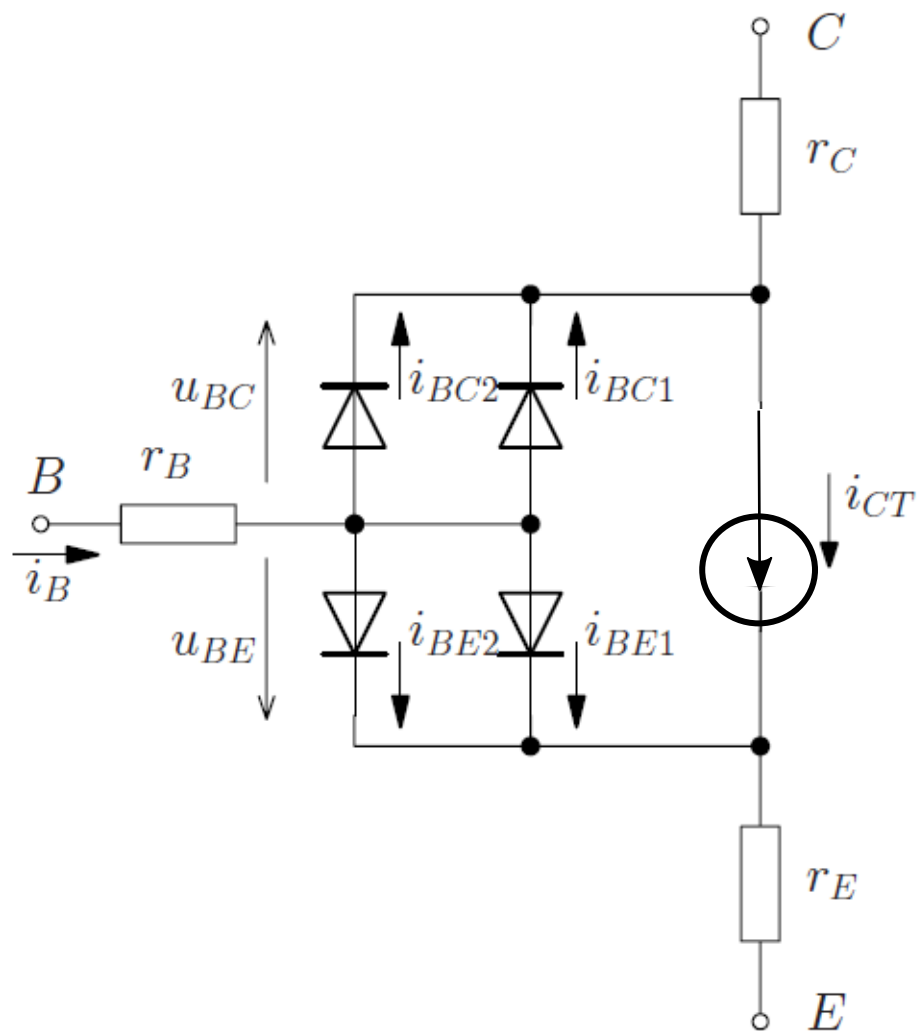 C
r_C
u_BC
i_BC2
i_BC1
r_B
B
i_CT
i_B
u_BE
i_BE2
i_BE1
r_E
E